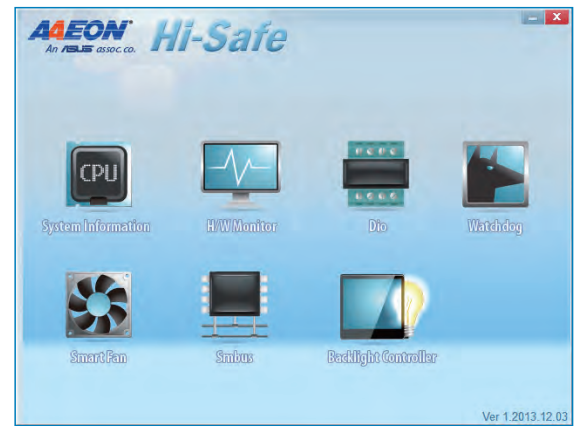 AAEON
Hi-Safe
An ASUS assoc. co.
CPU
System Information
H/W Monitor
Dio
Watchdog
Smart Fan
Smbus
Backlight Controller
Ver 1.2013.12.03